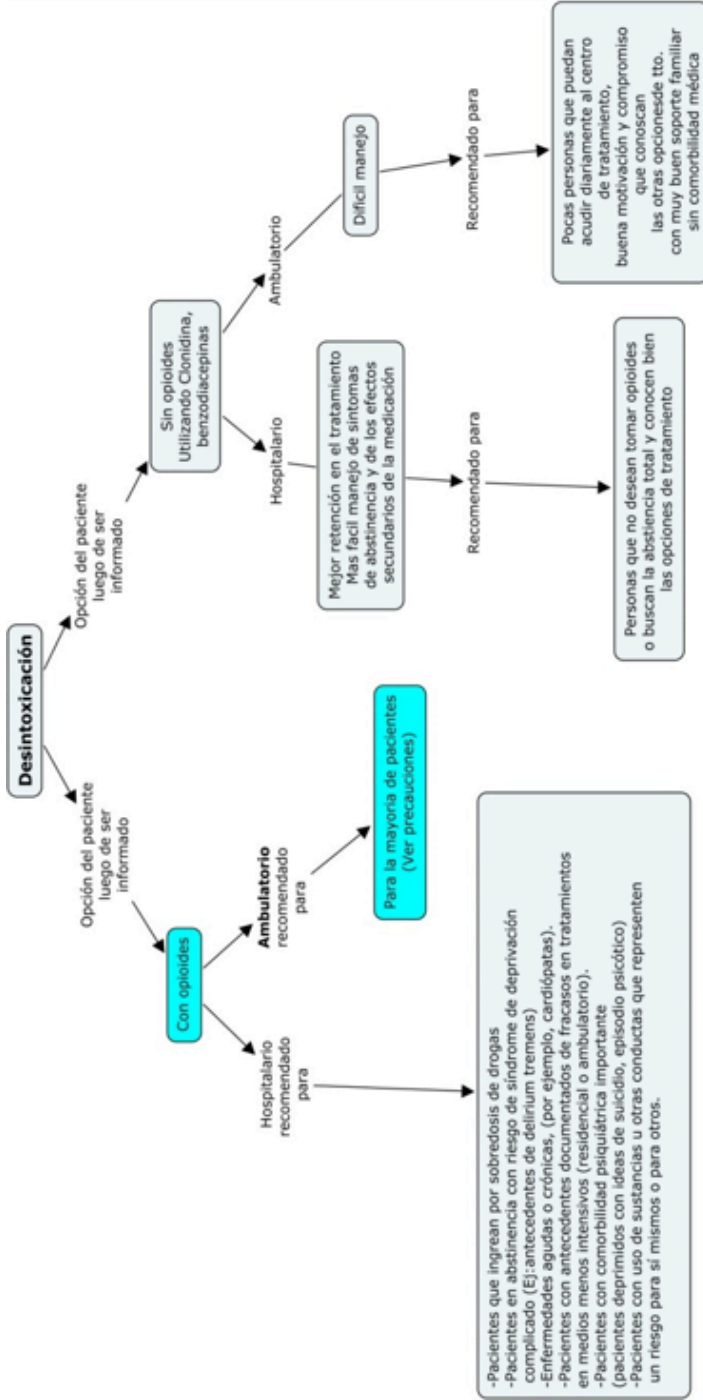 Desintoxicación
Opción del paciente
luego de ser
informado
Con opioides
Hospitalario
recomendado
para
-Pacientes que ingrean por sobredosis de drogas
-Pacientes en abstinencia con riesgo de síndrome de deprivación
complicado (Ej:antecedentes de delirium tremens)
-Enfermedades agudas o crónicas, (por ejemplo, cardiópatas).
-Pacientes con antecedentes documentados de fracasos en tratamientos
en medios menos intensivos (residencial o ambulatorio).
-Pacientes con comorbilidad psiquiátrica importante
(pacientes deprimidos con ideas de suicidio, episodio psicótico)
-Pacientes con uso de sustancias u otras conductas que representen
un riesgo para sí mismos o para otros.
Ambulatorio
recomendado
para
Para la mayoria de pacientes
(Ver precauciones)
Opción del paciente
luego de ser
informado
Sin opioides
Utilizando Clonidina,
benzodiacepinas
Hospitalario
Mejor retención en el tratamiento
Mas facil manejo de sintomas
de abstinencia y de los efectos
secundarios de la medicación
Recomendado para
Personas que no desean tomar opioides
o buscan la abstiencia total y conocen bien
las opciones de tratamiento
Ambulatorio
Dificil manejo
Recomendado para
Pocas personas que puedan
acudir diariamente al centro
de tratamiento,
buena motivación y compromiso
que conoscan
las otras opcionesde tto.
con muy buen soporte familiar
sin comorbilidad médica